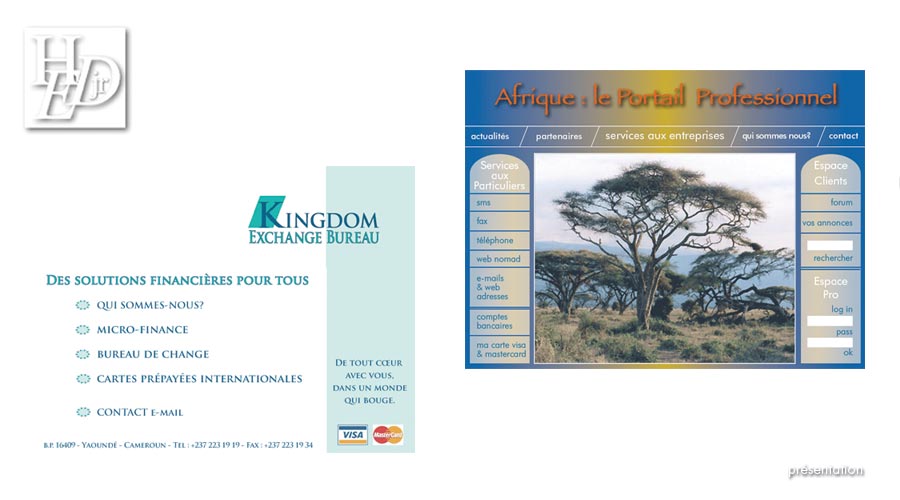 HEDjr
KINGDOM
EXCHANGE BUREAU
DES SOLUTIONS FINANCIÈRES POUR TOUS
QUI SOMMES-NOUS?
MICRO-FINANCE
BUREAU DE CHANGE
CARTES PRÉPAYÉES INTERNATIONALES
CONTACT E-MAIL
B.P. 16409 - YAOUNDÉ - CAMEROUN - TEL : +237 223 19 19 - FAX : +237 223 19 34
DE TOUT CŒUR
AVEC VOUS,
DANS UN MONDE
QUI BOUGE.
VISA
MasterCard
Afrique : le Portail Professionnel
actualités
partenaires
services aux entreprises
qui sommes nous?
contact
Services
aux
Particuliers
sms
fax
téléphone
web nomad
e-mails
& web
adresses
comptes
bancaires
ma carte visa
& mastercard
Espace
Clients
forum
vos annonces
rechercher
Espace
Pro
log in
pass
ok
présentation